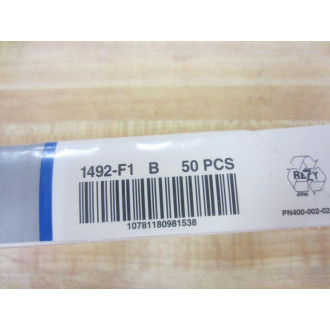 1492-F1 B 50 PCS
RE Y
10781180981538
PN400-002-02